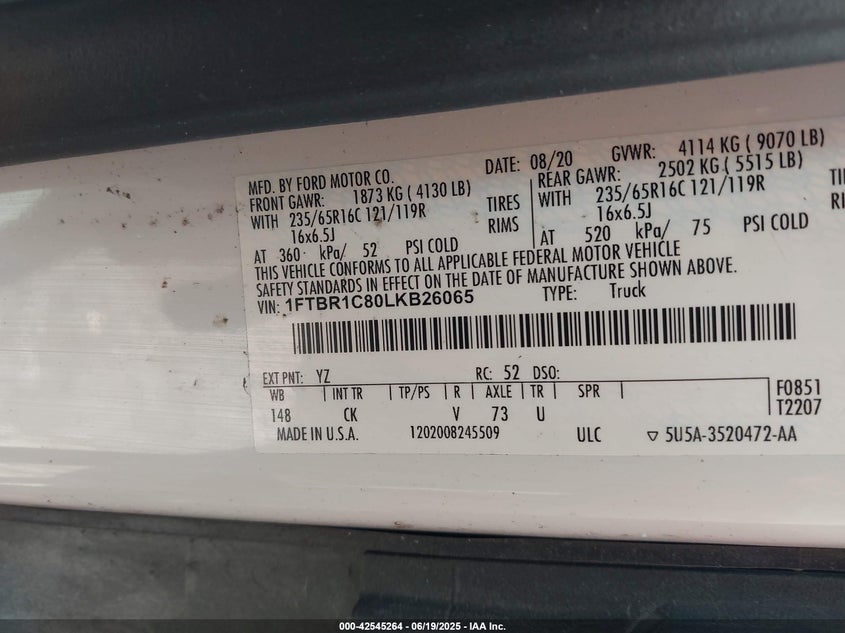 MFD. BY FORD MOTOR CO. DATE: 08/20 GVWR: 4114 KG ( 9070 LB)
FRONT GAWR: 1873 KG ( 4130 LB) REAR GAWR: 2502 KG ( 5515 LB)
WITH 235/65R16C 121/119R TIRES WITH 235/65R16C 121/119R TIRE
16x6.5J RIMS 16x6.5J RI
AT 360 kPa/ 52 PSI COLD AT 520 kPa/ 75 PSI COLD
THIS VEHICLE CONFORMS TO ALL APPLICABLE FEDERAL MOTOR VEHICLE
SAFETY STANDARDS IN EFFECT ON THE DATE OF MANUFACTURE SHOWN ABOVE.
VIN: 1FTBR1C80LKB26065 TYPE: Truck
EXT PNT: YZ RC: 52 DSO:
WB INT TR TP/PS R AXLE TR SPR F0851
148 CK V 73 U T2207
MADE IN U.S.A. 1202008245509 ULC ▽ 5U5A-3520472-AA
000-42545264 - 06/19/2025 - IAA Inc.